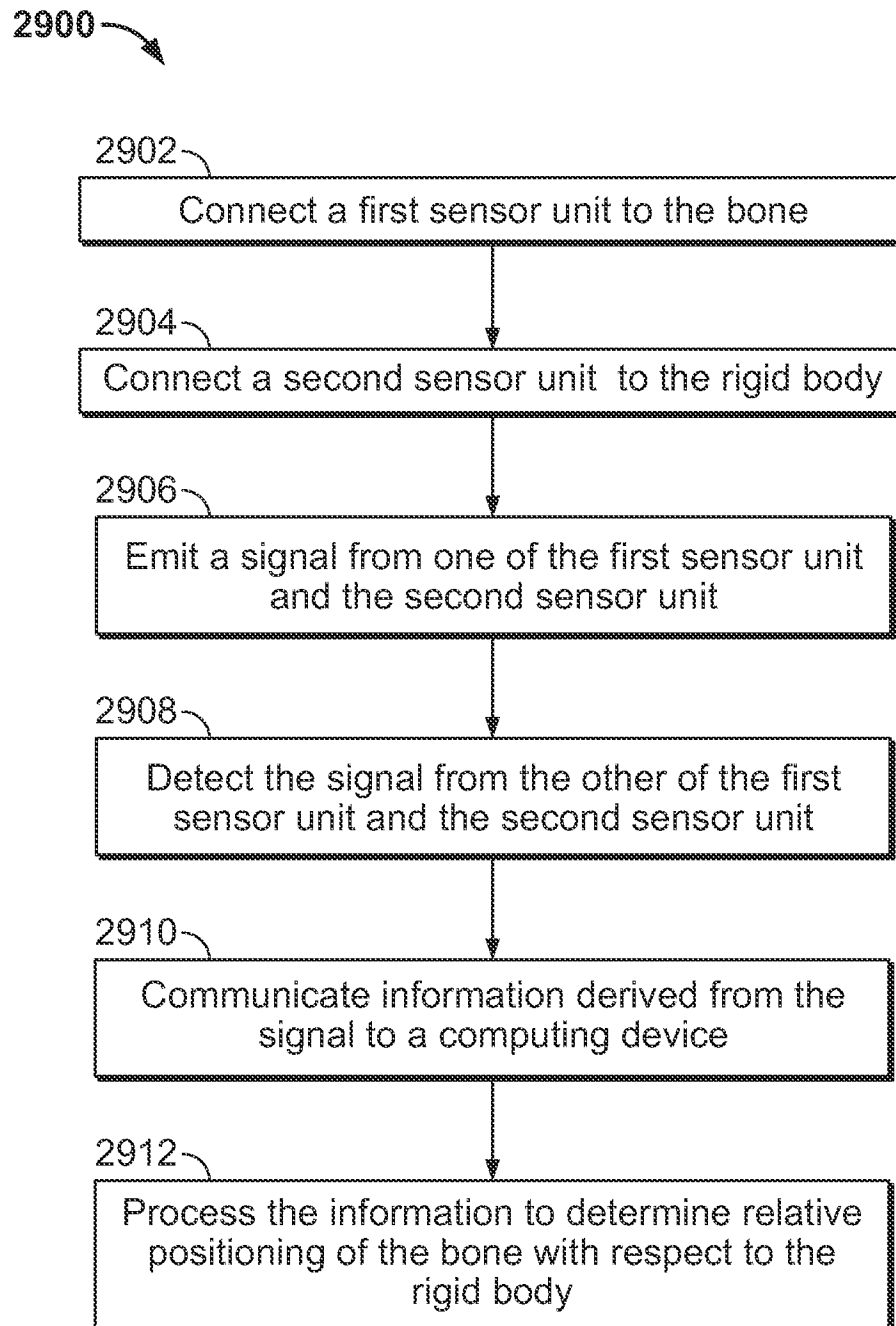 2900
2902
Connect a first sensor unit to the bone
2904
Connect a second sensor unit to the rigid body
2906
Emit a signal from one of the first sensor unit
and the second sensor unit
2908
Detect the signal from the other of the first
sensor unit and the second sensor unit
2910
Communicate information derived from the
signal to a computing device
2912
Process the information to determine relative
positioning of the bone with respect to the
rigid body